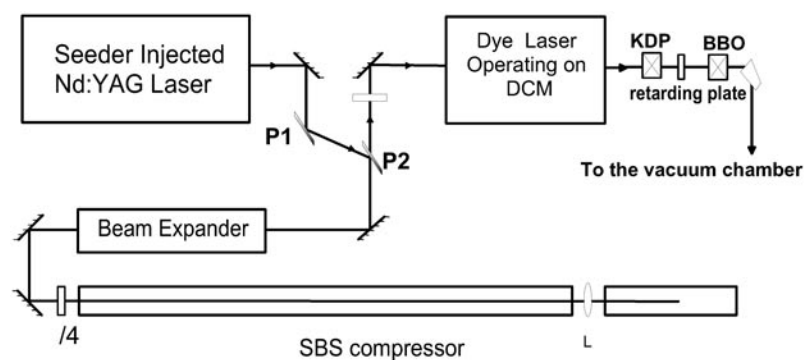 Seeder Injected
Nd:YAG Laser
Dye Laser
Operating on
DCM
KDP
BBO
retarding plate
P1
P2
To the vacuum chamber
Beam Expander
/4
L
SBS compressor